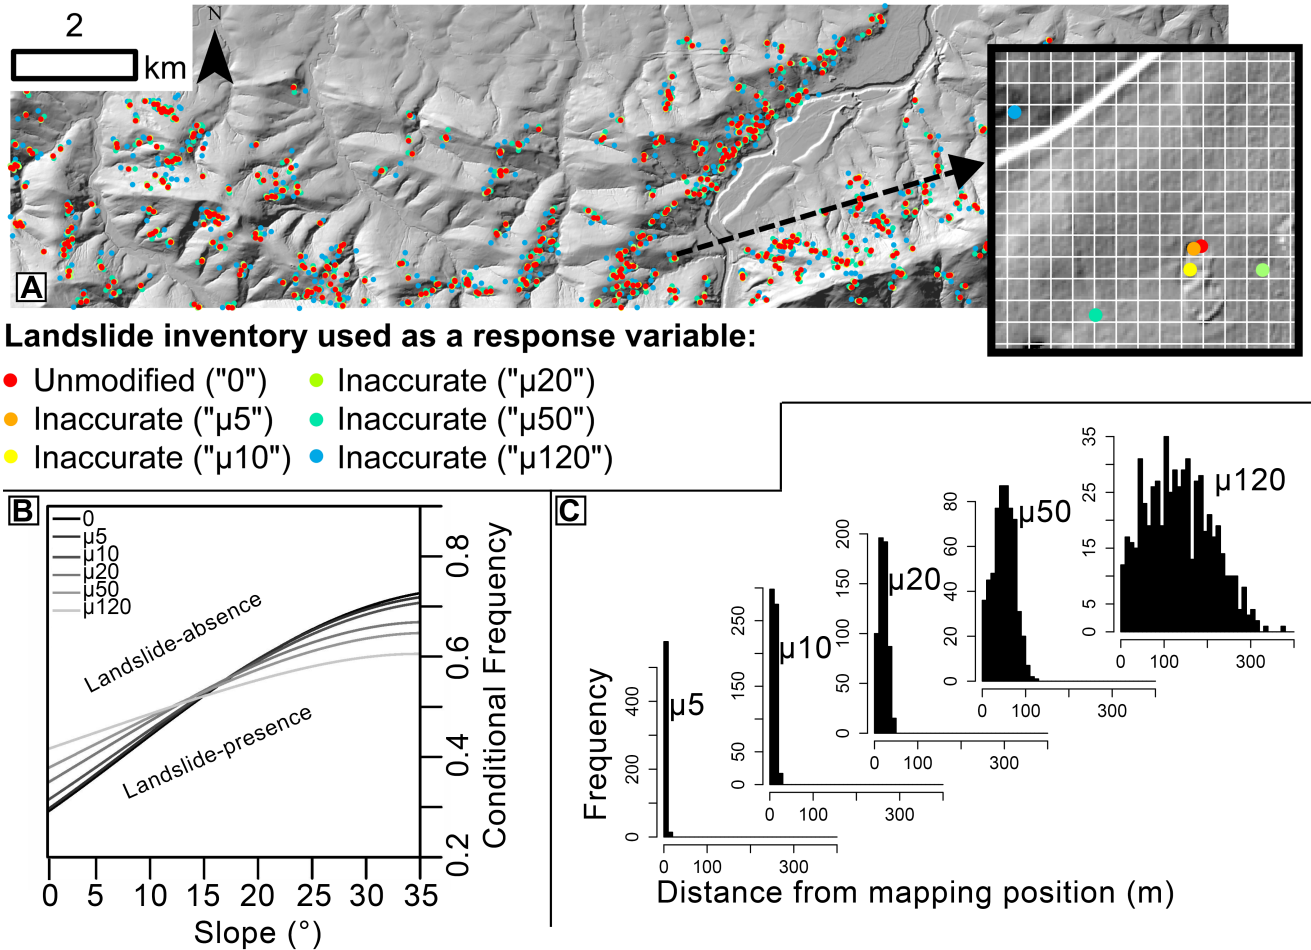 2
km
N
A
Landslide inventory used as a response variable:
Unmodified ("0")
Inaccurate ("µ5")
Inaccurate ("µ10")
Inaccurate ("µ20")
Inaccurate ("µ50")
Inaccurate ("µ120")
B
0
µ5
µ10
µ20
µ50
µ120
Landslide-absence
Landslide-presence
0.8
0.6
0.4
0.2
Conditional Frequency
0 5 10 15 20 25 30 35
Slope (°)
C
Frequency
400
200
0
µ5
0 100 300
250
150
50
0
µ10
0 100 300
200
150
100
50
0
µ20
0 100 300
80
60
40
20
0
µ50
0 100 300
35
25
15
5
0
µ120
0 100 300
Distance from mapping position (m)